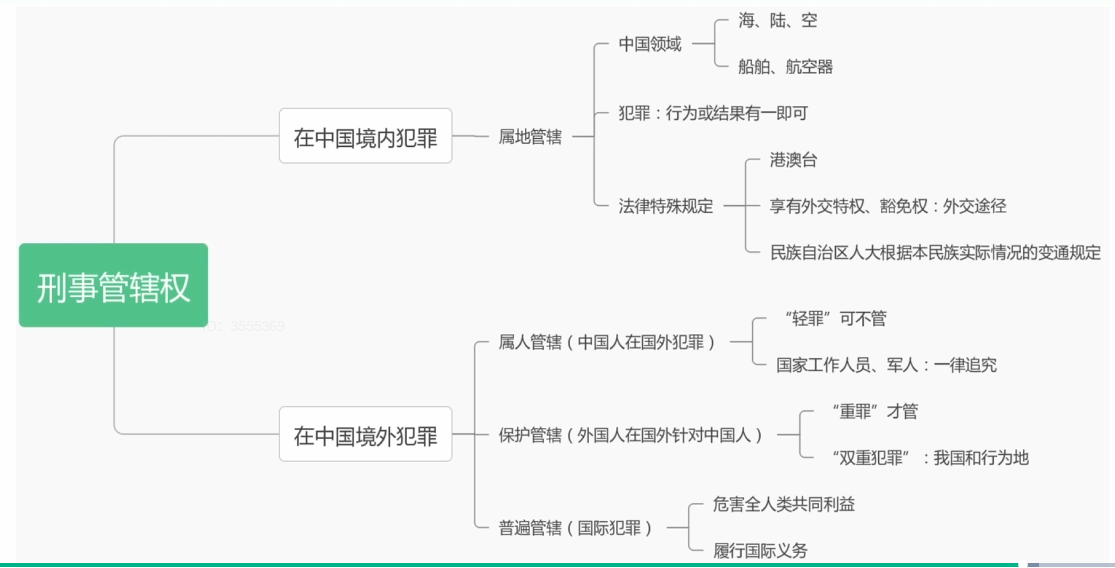 刑事管辖权
在中国境内犯罪
属地管辖
中国领域
海、陆、空
船舶、航空器
犯罪：行为或结果有一即可
法律特殊规定
港澳台
享有外交特权、豁免权：外交途径
民族自治区人大根据本民族实际情况的变通规定
在中国境外犯罪
属人管辖（中国人在国外犯罪）
“轻罪”可不管
国家工作人员、军人：一律追究
保护管辖（外国人在国外针对中国人）
“重罪”才管
“双重犯罪”：我国和行为地
普遍管辖（国际犯罪）
危害全人类共同利益
履行国际义务
ID：3555369